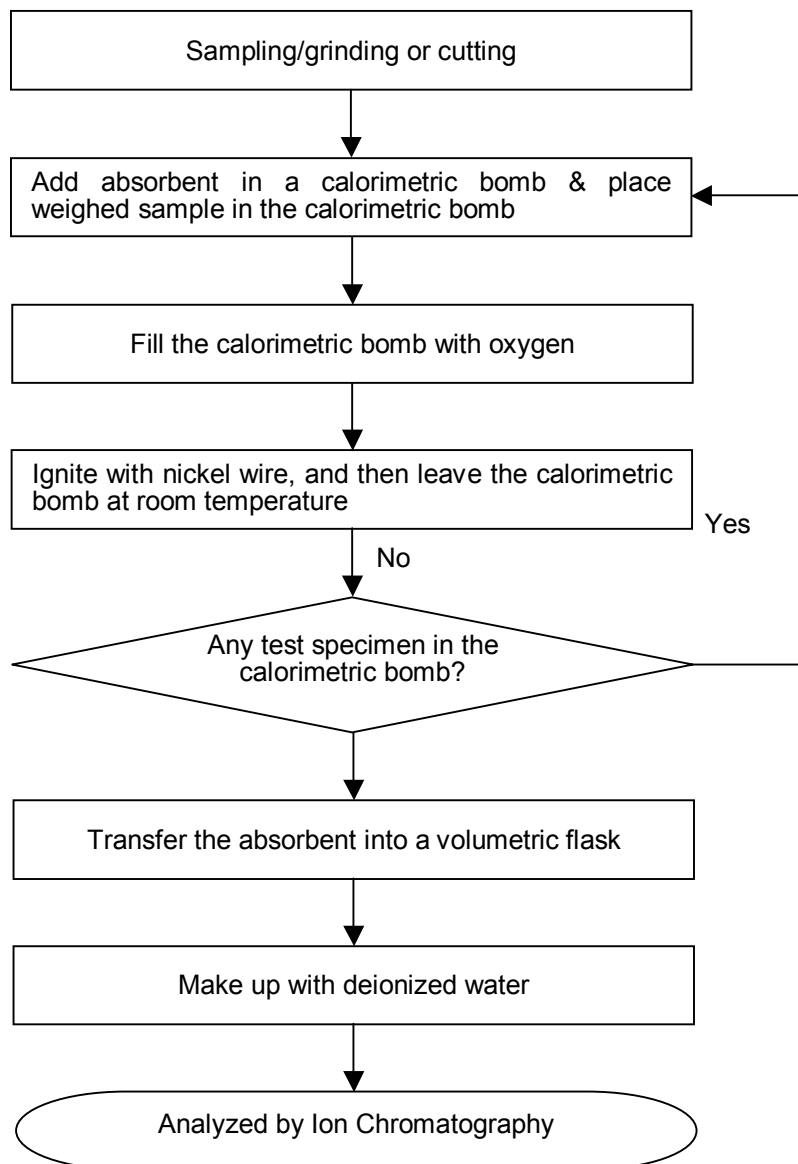 Sampling/grinding or cutting
Add absorbent in a calorimetric bomb & place
weighed sample in the calorimetric bomb
Fill the calorimetric bomb with oxygen
Ignite with nickel wire, and then leave the calorimetric
bomb at room temperature
Yes
No
Any test specimen in the
calorimetric bomb?
Transfer the absorbent into a volumetric flask
Make up with deionized water
Analyzed by Ion Chromatography